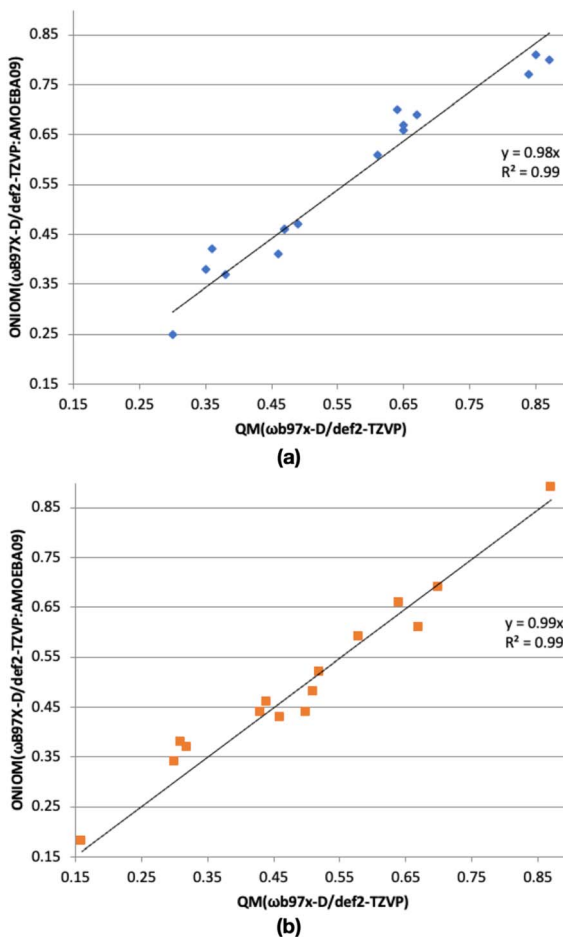 0.85
0.75
0.65
0.55
0.45
0.35
0.25
0.15
ONIOM(ωB97X-D/def2-TZVP:AMOEBA09)
y = 0.98x
R² = 0.99
0.15 0.25 0.35 0.45 0.55 0.65 0.75 0.85
QM(ωb97x-D/def2-TZVP)
(a)
0.85
0.75
0.65
0.55
0.45
0.35
0.25
0.15
ONIOM(ωB97X-D/def2-TZVP:AMOEBA09)
y = 0.99x
R² = 0.99
0.15 0.25 0.35 0.45 0.55 0.65 0.75 0.85
QM(ωb97x-D/def2-TZVP)
(b)